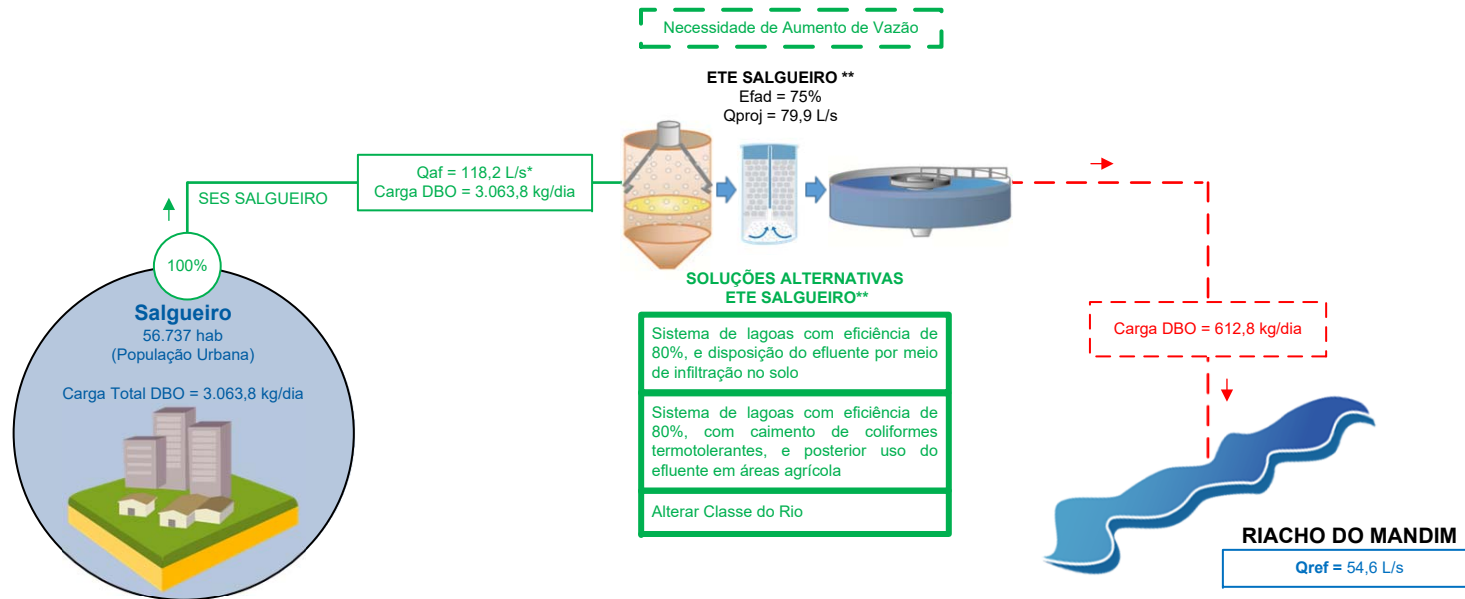 Necessidade de Aumento de Vazão
ETE SALGUEIRO **
Efad = 75%
Qproj = 79,9 L/s
Qaf = 118,2 L/s*
Carga DBO = 3.063,8 kg/dia
SES SALGUEIRO
100%
Salgueiro
56.737 hab
(População Urbana)
Carga Total DBO = 3.063,8 kg/dia
SOLUÇÕES ALTERNATIVAS
ETE SALGUEIRO**
Sistema de lagoas com eficiência de
80%, e disposição do efluente por meio
de infiltração no solo
Sistema de lagoas com eficiência de
80%, com caimento de coliformes
termotolerantes, e posterior uso do
efluente em áreas agrícola
Alterar Classe do Rio
Carga DBO = 612,8 kg/dia
RIACHO DO MANDIM
Qref = 54,6 L/s